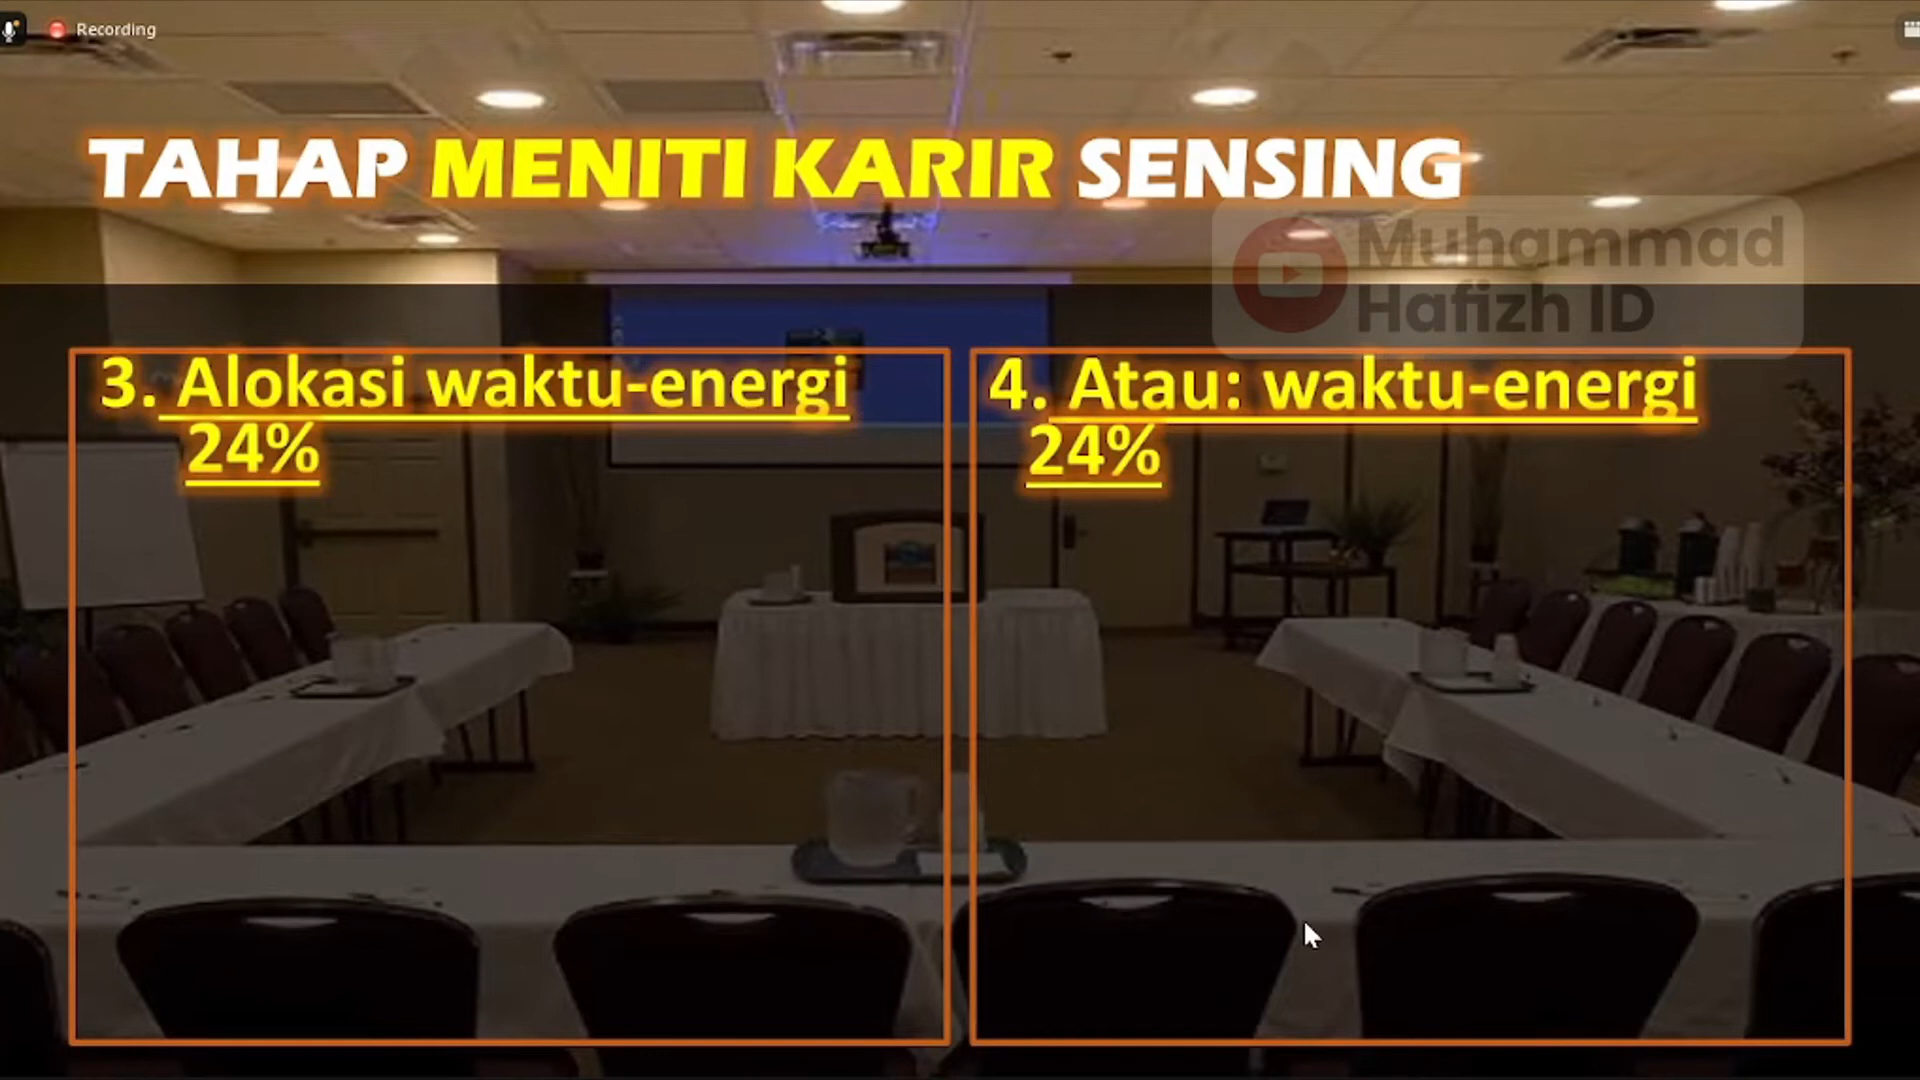 Recording
TAHAP MENITI KARIR SENSING
Muhammad
Hafizh ID
3. Alokasi waktu-energi
24%
4. Atau: waktu-energi
24%